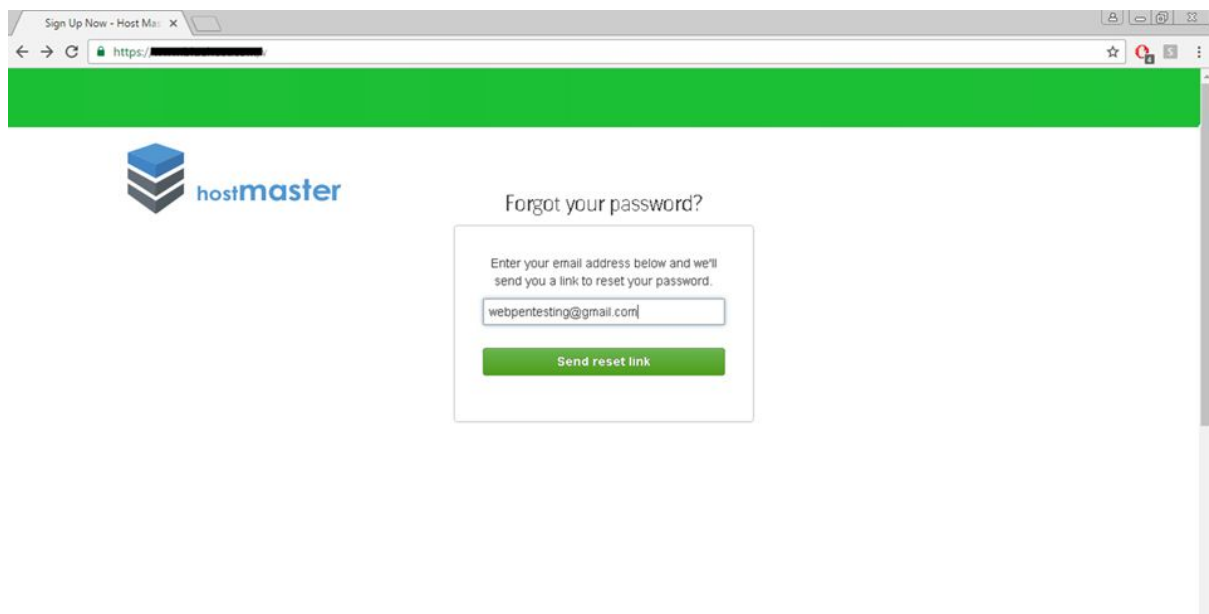 Sign Up Now - Host Mas
https:/
hostmaster
Forgot your password?
Enter your email address below and we'll
send you a link to reset your password.
webpentesting@gmail.com
Send reset link